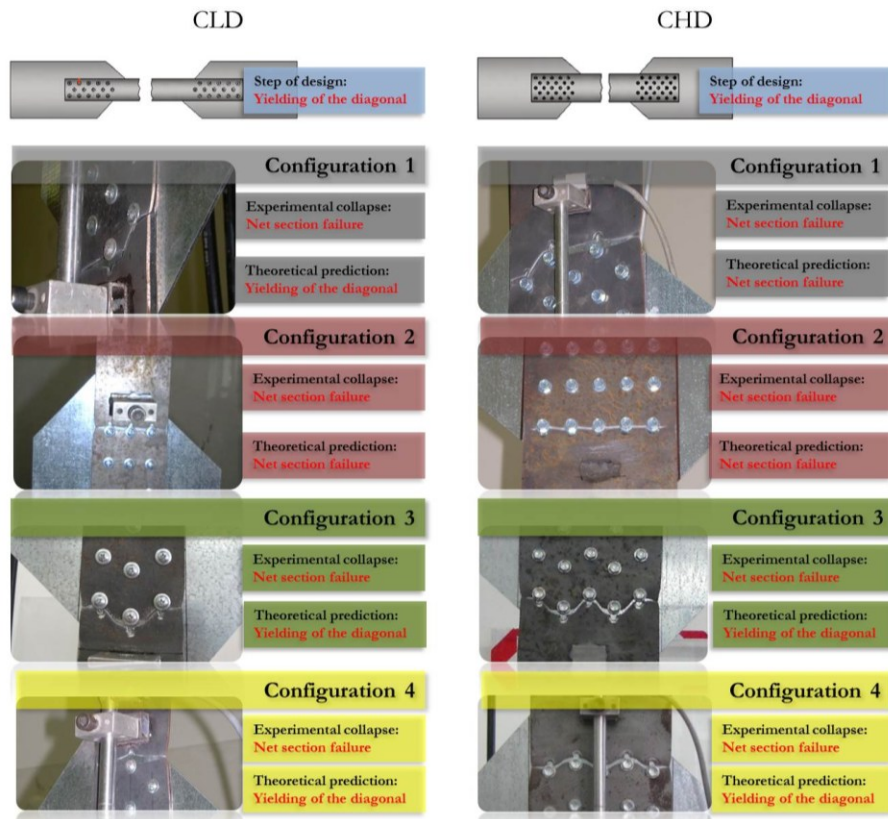 CLD
CHD
Step of design:
Yielding of the diagonal
Step of design:
Yielding of the diagonal
Configuration 1
Experimental collapse:
Net section failure
Theoretical prediction:
Yielding of the diagonal
Configuration 1
Experimental collapse:
Net section failure
Theoretical prediction:
Net section failure
Configuration 2
Experimental collapse:
Net section failure
Theoretical prediction:
Net section failure
Configuration 2
Experimental collapse:
Net section failure
Theoretical prediction:
Net section failure
Configuration 3
Experimental collapse:
Net section failure
Theoretical prediction:
Yielding of the diagonal
Configuration 3
Experimental collapse:
Net section failure
Theoretical prediction:
Yielding of the diagonal
Configuration 4
Experimental collapse:
Net section failure
Theoretical prediction:
Yielding of the diagonal
Configuration 4
Experimental collapse:
Net section failure
Theoretical prediction:
Yielding of the diagonal